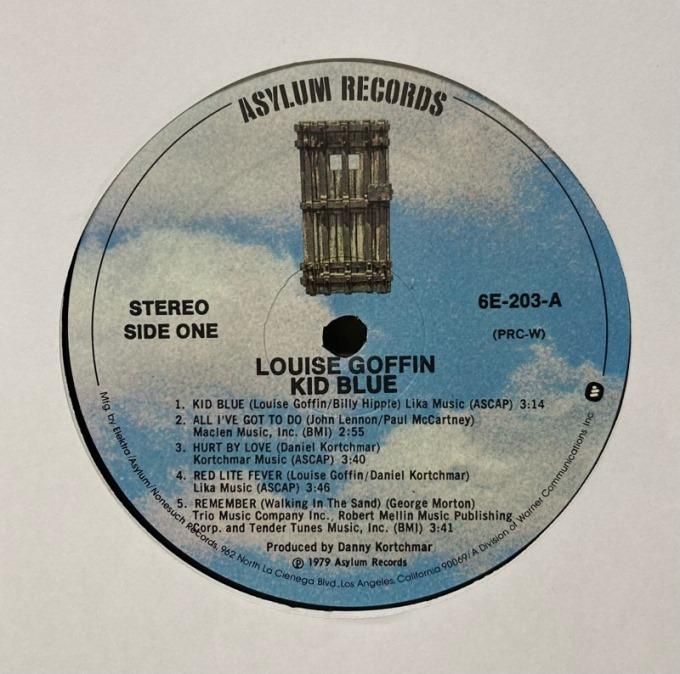 ASYLUM RECORDS
STEREO
SIDE ONE
6E-203-A
(PRC-W)
LOUISE GOFFIN
KID BLUE
1. KID BLUE (Louise Goffin/Billy Hipple) Lika Music (ASCAP) 3:14
2. ALL I'VE GOT TO DO (John Lennon/Paul McCartney)
Maclen Music, Inc. (BMI) 2:55
3. HURT BY LOVE (Daniel Kortchmar)
Kortchmar Music (ASCAP) 3:40
4. RED LITE FEVER (Louise Goffin/Daniel Kortchmar)
Lika Music (ASCAP) 3:46
5. REMEMBER (Walking In The Sand) (George Morton)
Trio Music Company Inc., Robert Mellin Music Publishing
Corp. and Tender Tunes Music, Inc. (BMI) 3:41
Produced by Danny Kortchmar
℗ 1979 Asylum Records
Mfg. by Elektra/Asylum/Nonesuch Records, 962 North La Cienega Blvd., Los Angeles, California 90069/A Division of Warner Communications Inc.